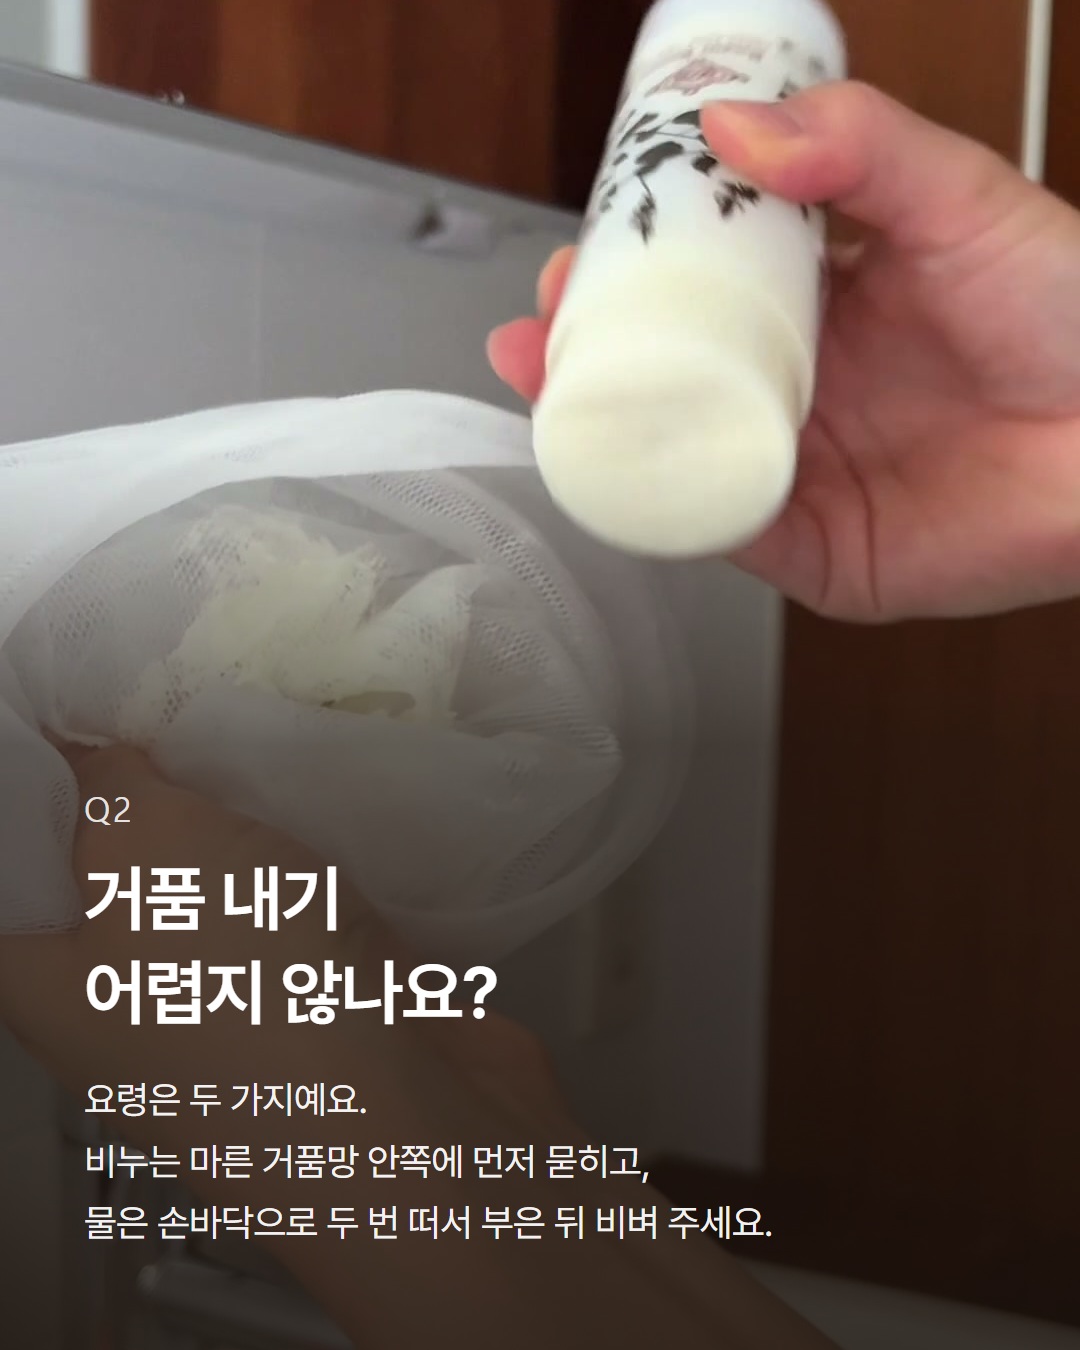 Q2
거품 내기
어렵지 않나요?
요령은 두 가지예요.
비누는 마른 거품망 안쪽에 먼저 묻히고,
물은 손바닥으로 두 번 떠서 부은 뒤 비벼 주세요.